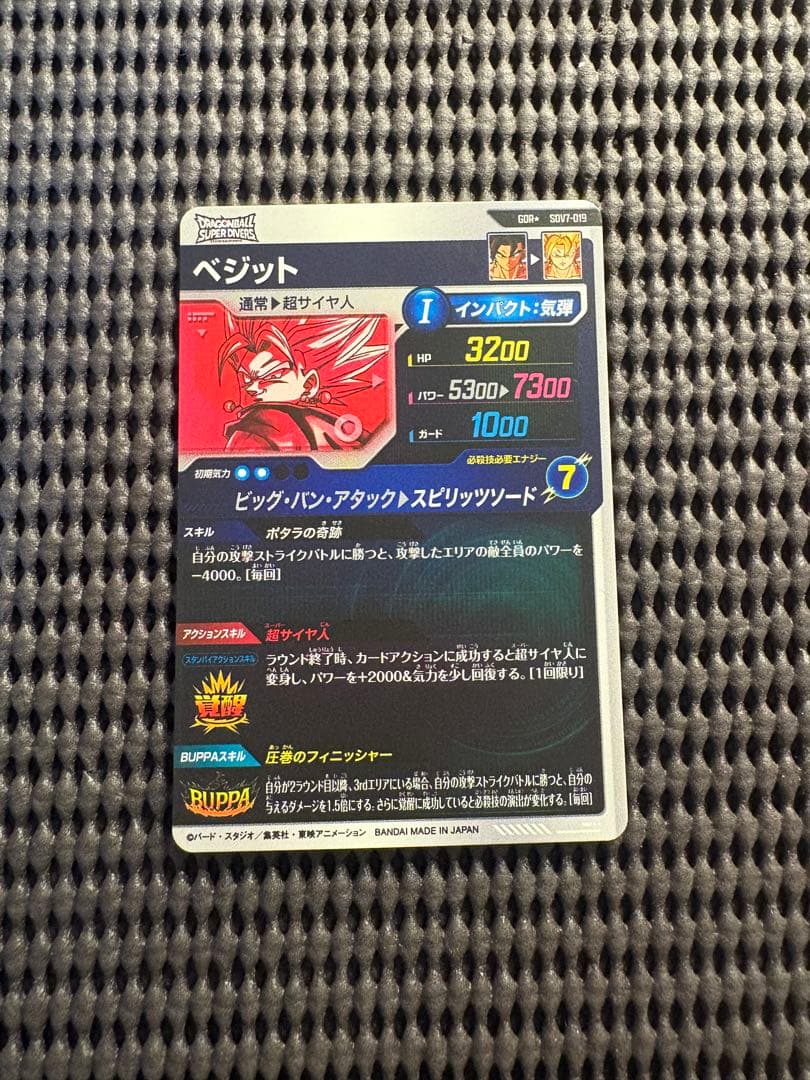 DRAGONBALL
SUPER DIVERS
GDR★ SDV7-019
ベジット
通常▶超サイヤ人
I インパクト:気弾
HP 3200
パワー 5300▶7300
ガード 1000
初期気力
必殺技必要エナジー
7
ビッグ・バン・アタック▶スピリッツソード
スキル ポタラの奇跡
自分の攻撃ストライクバトルに勝つと、攻撃したエリアの敵全員のパワーを
-4000。[毎回]
アクションスキル 超サイヤ人
スタンバイアクションスキル
ラウンド終了時、カードアクションに成功すると超サイヤ人に
変身し、パワーを+2000&気力を少し回復する。[1回限り]
覚醒
BUPPAスキル 圧巻のフィニッシャー
BUPPA
自分が2ラウンド目以降、3rdエリアにいる場合、自分の攻撃ストライクバトルに勝つと、自分の
与えるダメージを1.5倍にする。さらに覚醒に成功していると必殺技の演出が変化する。[毎回]
©バード・スタジオ/集英社・東映アニメーション BANDAI MADE IN JAPAN